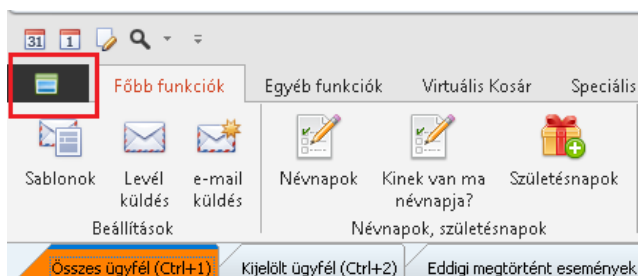 31 1
Főbb funkciók Egyéb funkciók Virtuális Kosár Speciális
Sablonok Levél küldés e-mail küldés Névnapok Kinek van ma névnapja? Születésnapok
Beállítások Névnapok, születésnapok
Összes ügyfél (Ctrl+1) Kijelölt ügyfél (Ctrl+2) Eddigi megtörtént események